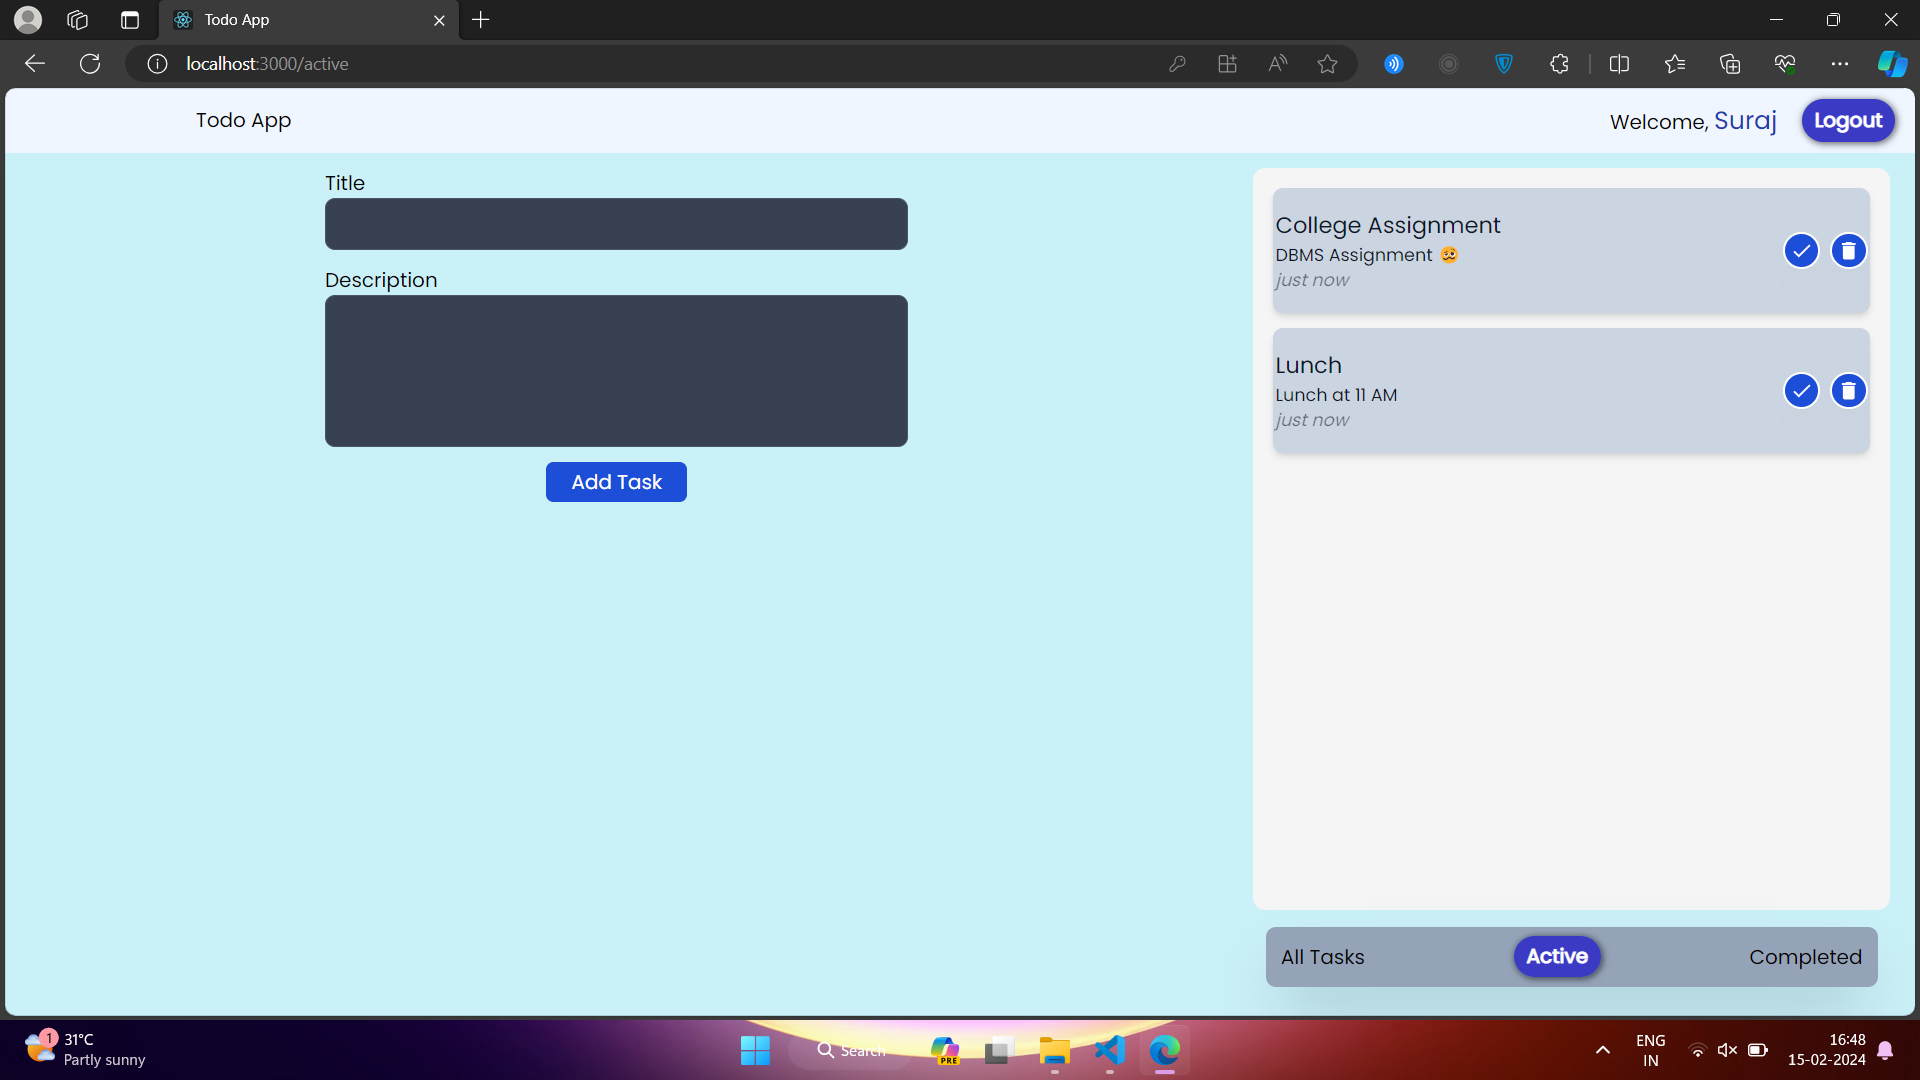 Todo App
localhost:3000/active
Todo App
Welcome, Suraj
Logout
Title
Description
Add Task
College Assignment
DBMS Assignment 🥴
just now
Lunch
Lunch at 11 AM
just now
All Tasks
Active
Completed
1
31°C
Partly sunny
Search
PRE
ENG
IN
16:48
15-02-2024